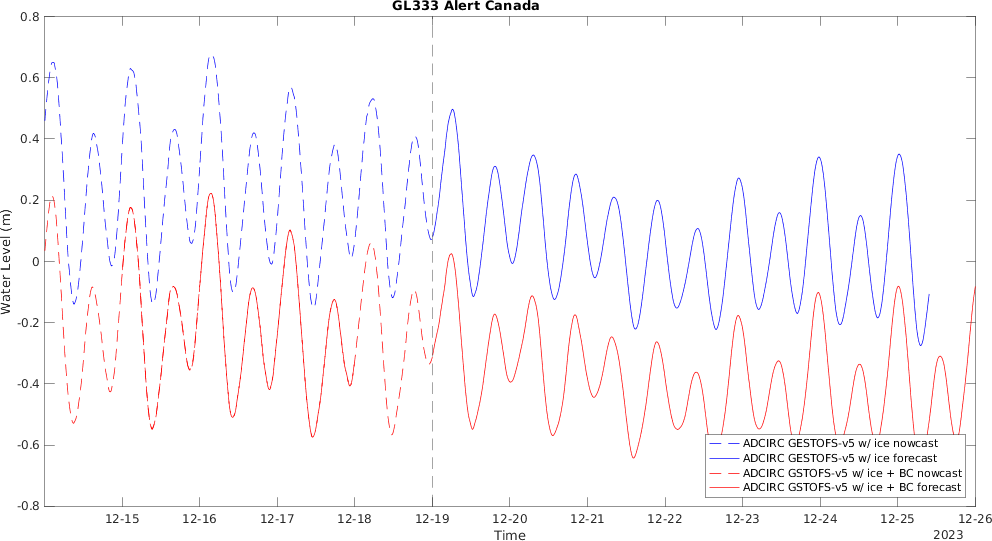 GL333 Alert Canada
0.8
0.6
0.4
0.2
0
-0.2
-0.4
-0.6
-0.8
Water Level (m)
ADCIRC GESTOFS-v5 w/ ice nowcast
ADCIRC GESTOFS-v5 w/ ice forecast
ADCIRC GSTOFS-v5 w/ ice + BC nowcast
ADCIRC GSTOFS-v5 w/ ice + BC forecast
12-15 12-16 12-17 12-18 12-19 12-20 12-21 12-22 12-23 12-24 12-25 12-26
Time
2023